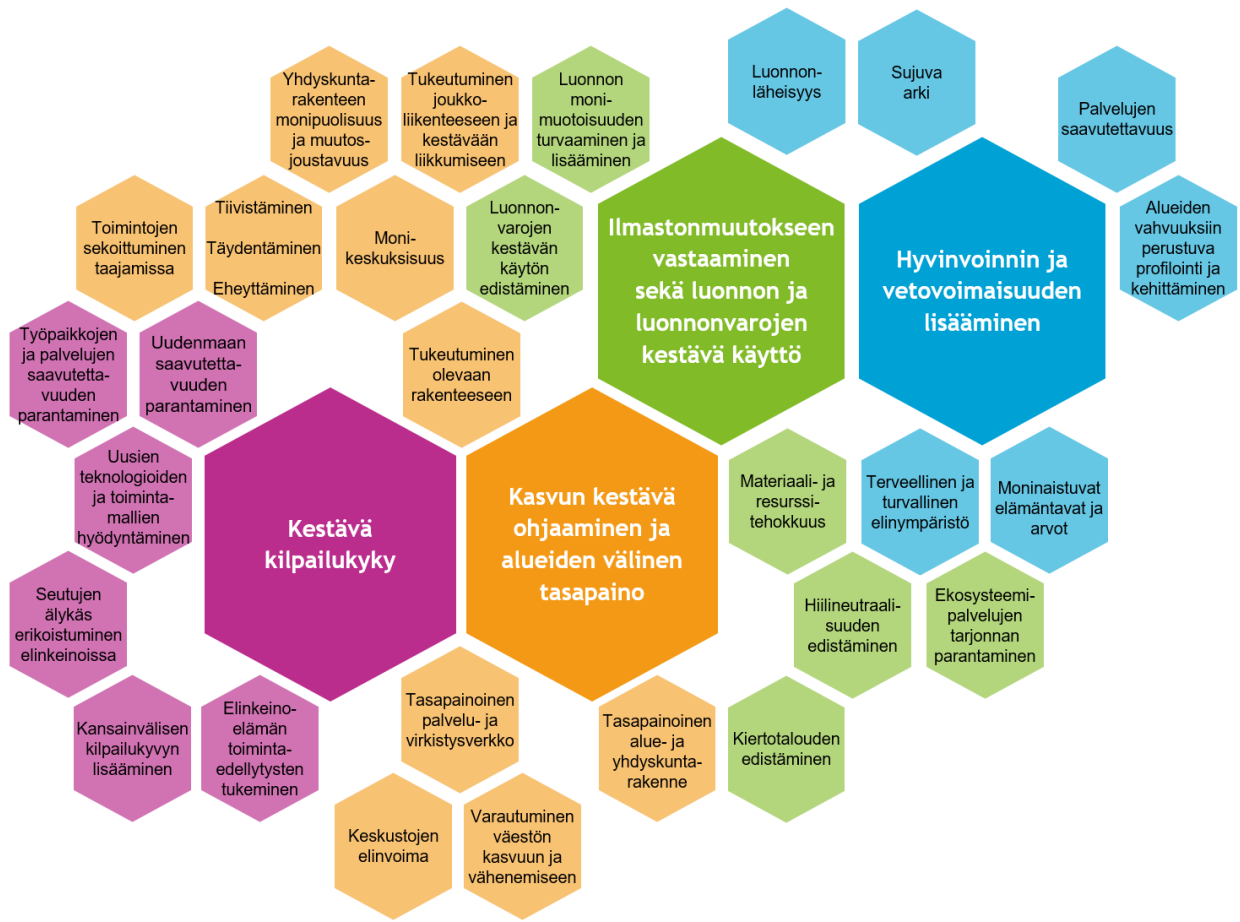 Luonnon-
läheisyys
Sujuva
arki
Palvelujen
saavutettavuus
Yhdyskunta-
rakenteen
monipuolisuus
ja muutos-
joustavuus
Tukeutuminen
joukko-
liikenteeseen ja
kestävään
liikkumiseen
Luonnon
moni-
muotoisuuden
turvaaminen ja
lisääminen
Toimintojen
sekoittuminen
taajamissa
Tiivistäminen
Täydentäminen
Eheyttäminen
Moni-
keskuksisuus
Luonnon-
varojen
kestävän
käytön
edistäminen
Ilmastonmuutokseen
vastaaminen
sekä luonnon ja
luonnonvarojen
kestävä käyttö
Hyvinvoinnin ja
vetovoimaisuuden
lisääminen
Alueiden
vahvuuksiin
perustuva
profilointi ja
kehittäminen
Työpaikkojen
ja palvelujen
saavutetta-
vuuden
parantaminen
Uudenmaan
saavutetta-
vuuden
parantaminen
Tukeutuminen
olevaan
rakenteeseen
Uusien
teknologioiden
ja toiminta-
mallien
hyödyntäminen
Kestävä
kilpailukyky
Kasvun kestävä
ohjaaminen ja
alueiden välinen
tasapaino
Materiaali- ja
resurssi-
tehokkuus
Terveellinen ja
turvallinen
elinympäristö
Moninaistuvat
elämäntavat ja
arvot
Seutujen
älykäs
erikoistuminen
elinkeinoissa
Hiilineutraali-
suuden
edistäminen
Ekosysteemi-
palvelujen
tarjonnan
parantaminen
Kansainvälisen
kilpailukyvyn
lisääminen
Elinkeino-
elämän
toiminta-
edellytysten
tukeminen
Tasapainoinen
palvelu- ja
virkistysverkko
Tasapainoinen
alue- ja
yhdyskunta-
rakenne
Kiertotalouden
edistäminen
Keskustojen
elinvoima
Varautuminen
väestön
kasvuun ja
vähenemiseen